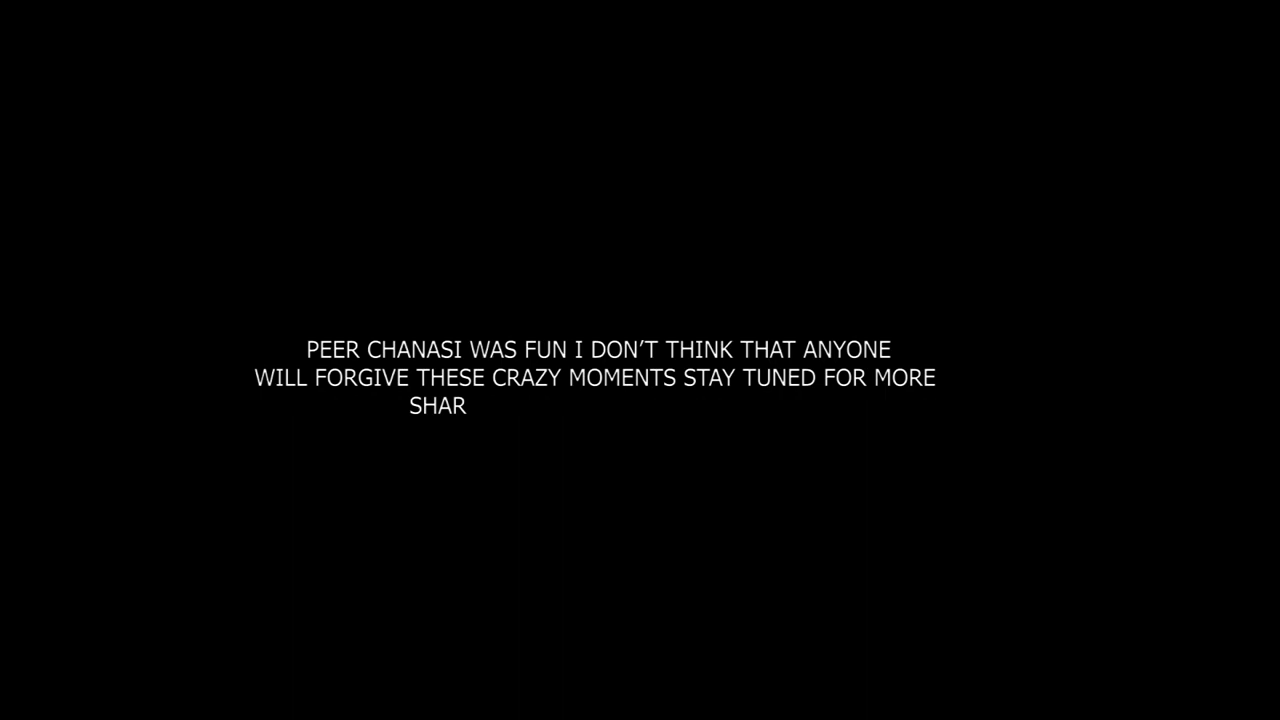 PEER CHANASI WAS FUN I DON’T THINK THAT ANYONE
WILL FORGIVE THESE CRAZY MOMENTS STAY TUNED FOR MORE
SHAR